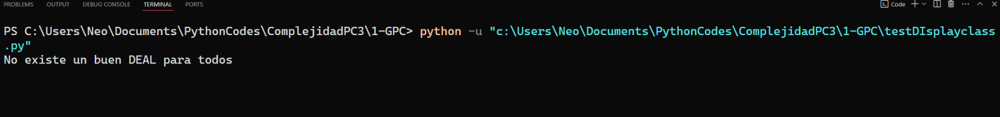 PROBLEMS OUTPUT DEBUG CONSOLE TERMINAL PORTS Code
PS C:\Users\Neo\Documents\PythonCodes\ComplejidadPC3\1-GPC> python -u "c:\Users\Neo\Documents\PythonCodes\ComplejidadPC3\1-GPC\testDIsplayclass
.py"
No existe un buen DEAL para todos